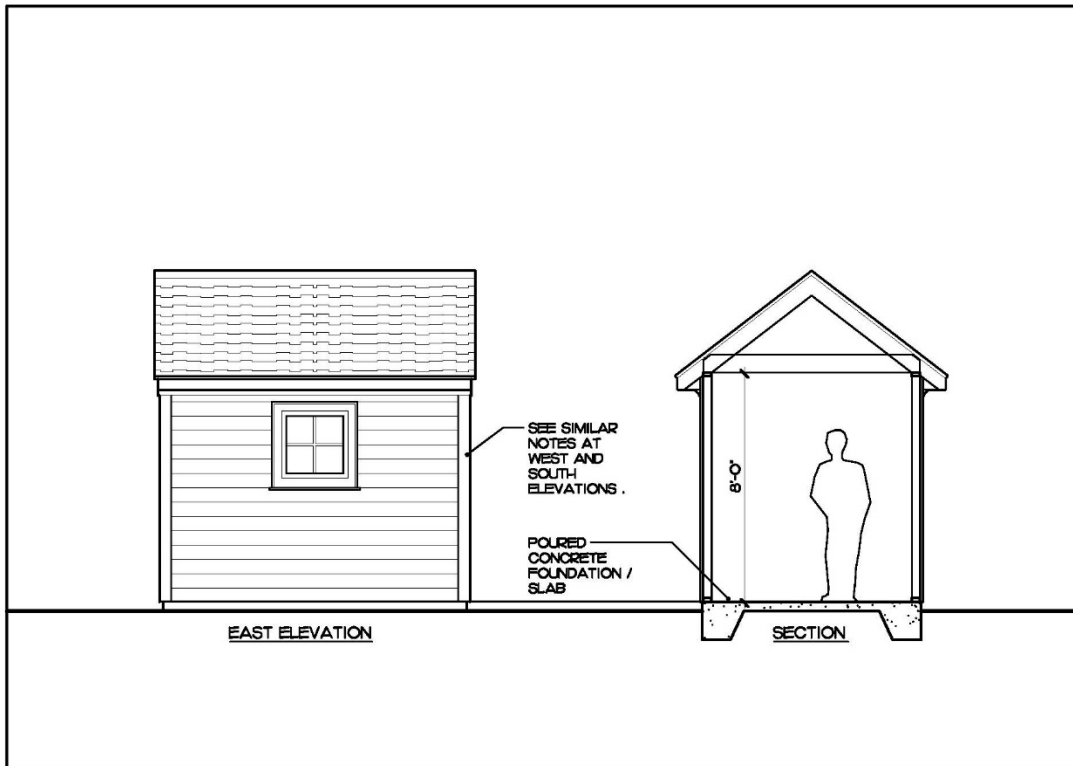 SEE SIMILAR
NOTES AT
WEST AND
SOUTH
ELEVATIONS .
8'-0"
POURED
CONCRETE
FOUNDATION /
SLAB
EAST ELEVATION
SECTION